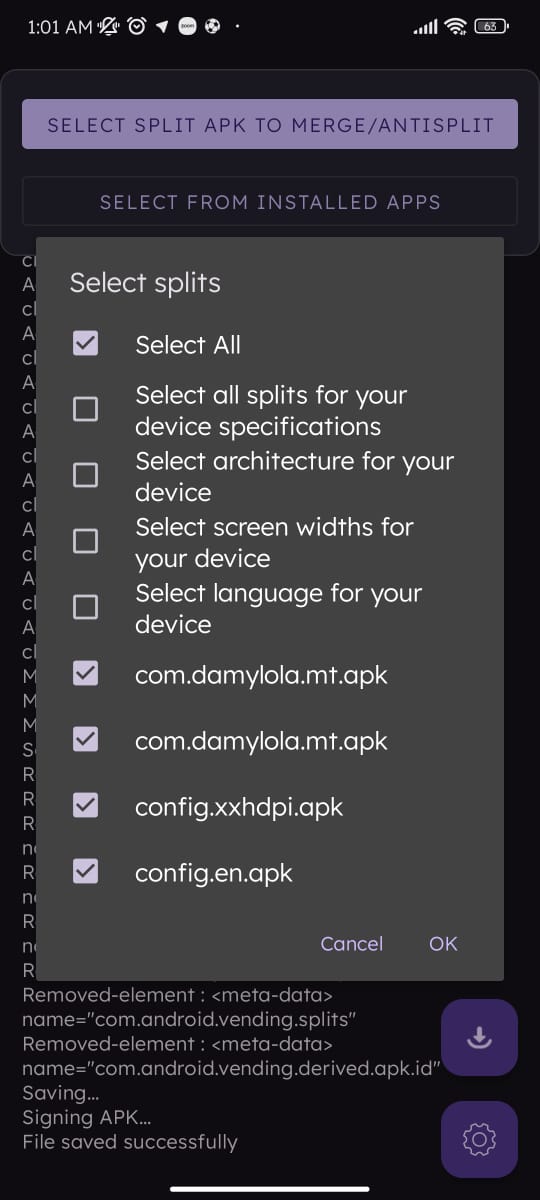 1:01 AM
zoom
63
SELECT SPLIT APK TO MERGE/ANTISPLIT
SELECT FROM INSTALLED APPS
Select splits
Select All
Select all splits for your
device specifications
Select architecture for your
device
Select screen widths for
your device
Select language for your
device
com.damylola.mt.apk
com.damylola.mt.apk
config.xxhdpi.apk
config.en.apk
Cancel
OK
Removed-element : <meta-data>
name="com.android.vending.splits"
Removed-element : <meta-data>
name="com.android.vending.derived.apk.id"
Saving...
Signing APK...
File saved successfully